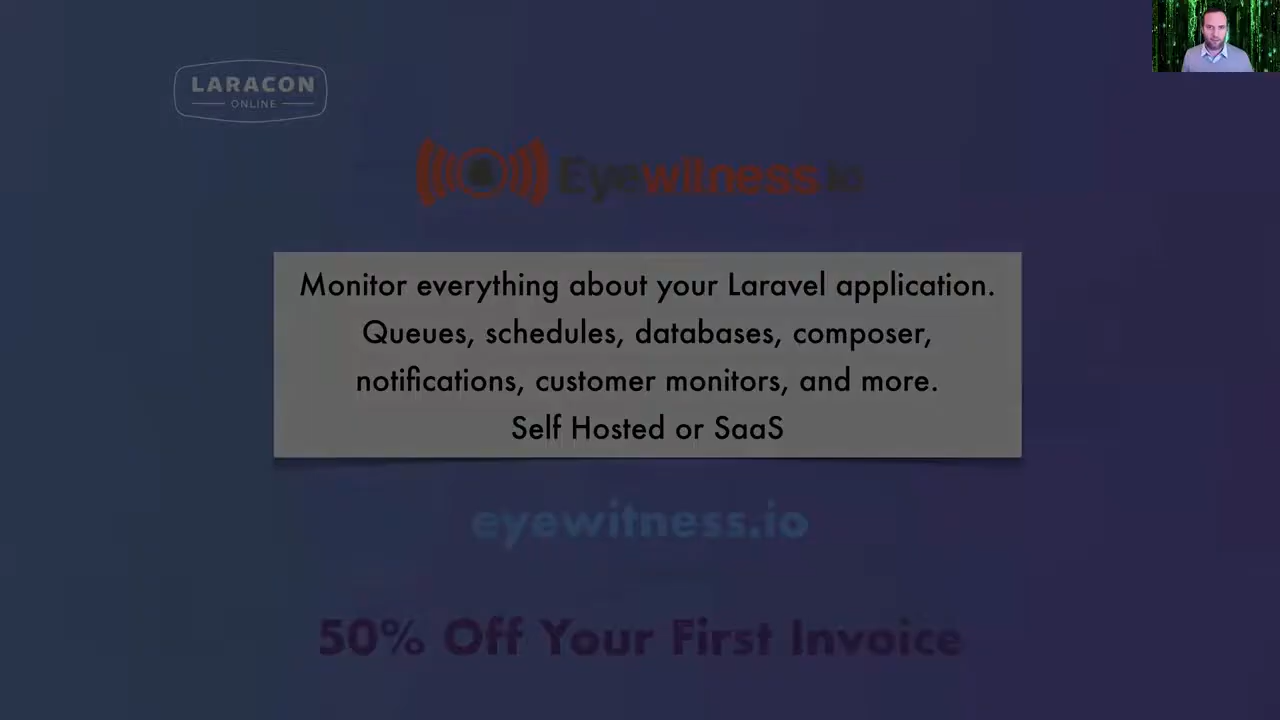 LARACON
ONLINE
Eyewitness.io
Monitor everything about your Laravel application.
Queues, schedules, databases, composer,
notifications, customer monitors, and more.
Self Hosted or SaaS
eyewitness.io
50% Off Your First Invoice